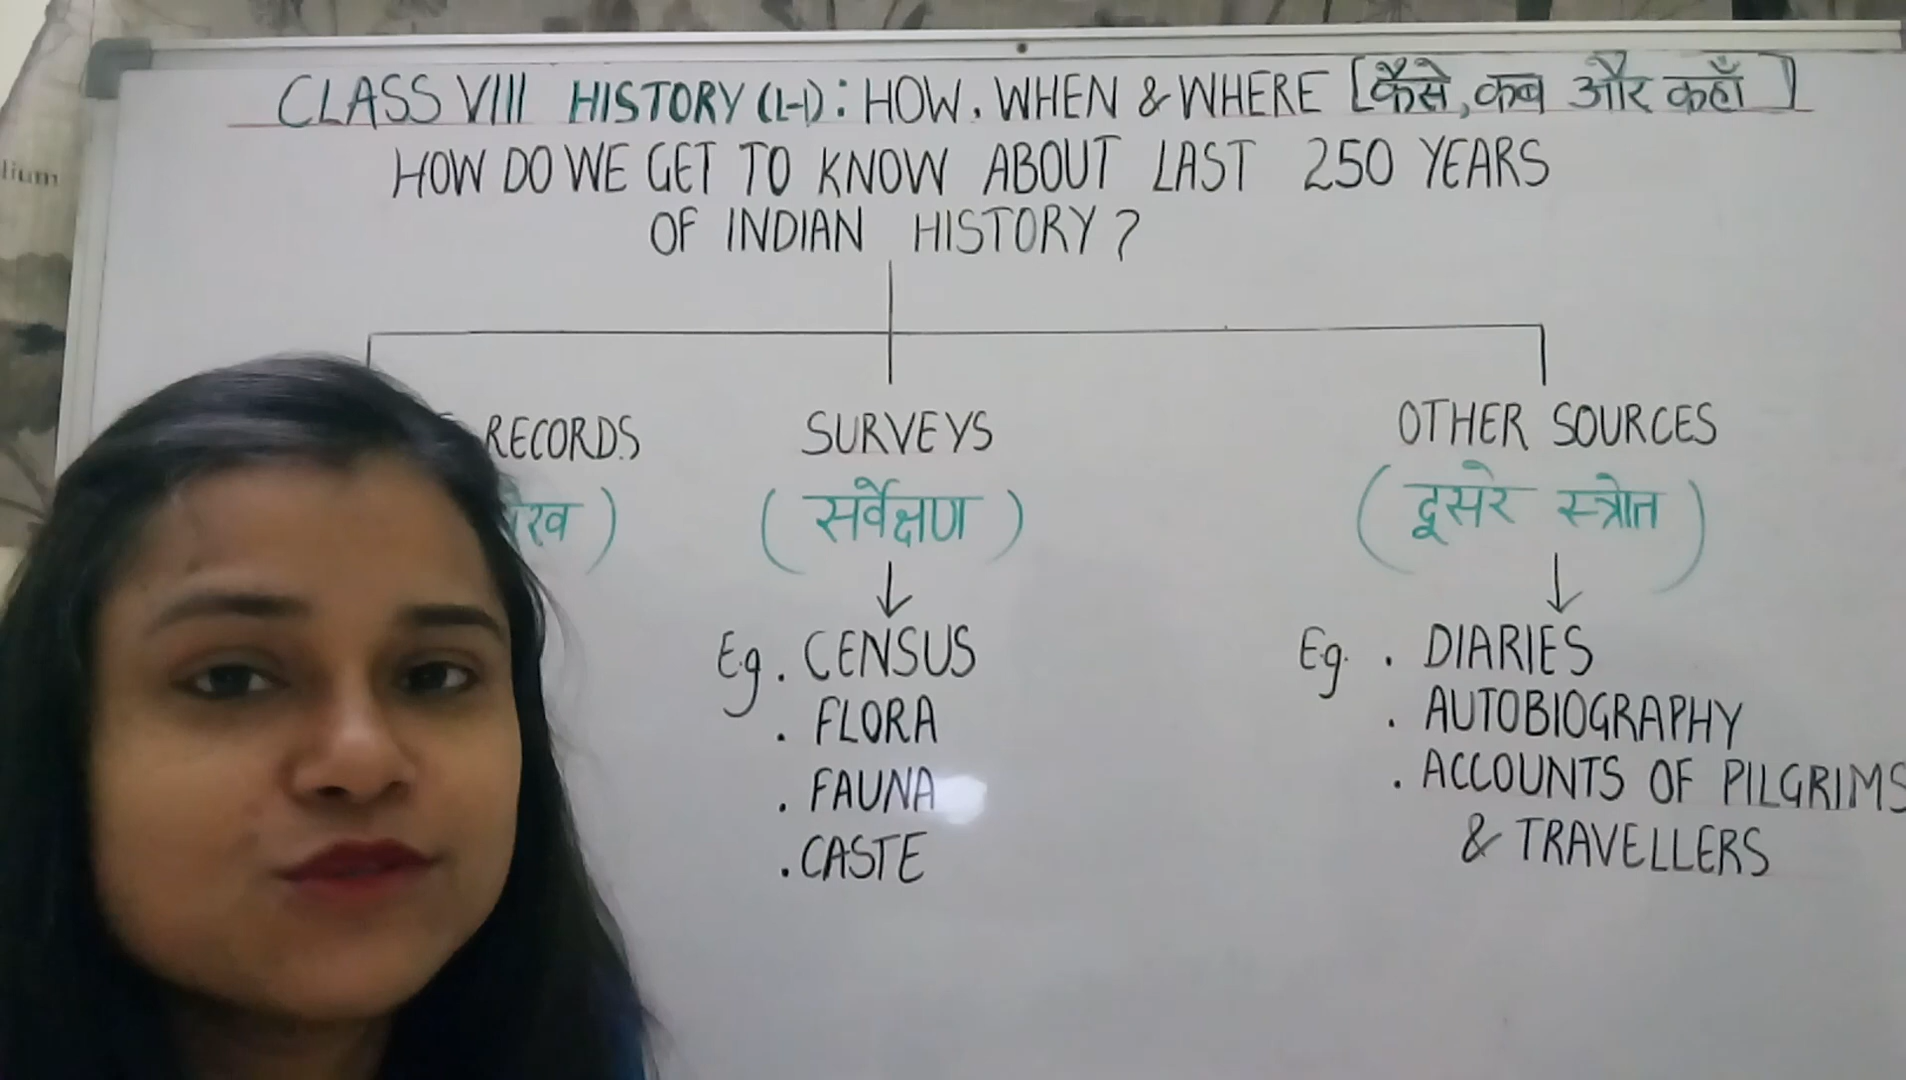 CLASS VIII HISTORY (L-1) : HOW, WHEN & WHERE [कैसे, कब और कहाँ]
HOW DO WE GET TO KNOW ABOUT LAST 250 YEARS
OF INDIAN HISTORY ?
RECORDS
SURVEYS
(सर्वेक्षण)
Eg. CENSUS
. FLORA
. FAUNA
. CASTE
OTHER SOURCES
(दूसरे स्त्रोत)
Eg. . DIARIES
. AUTOBIOGRAPHY
. ACCOUNTS OF PILGRIMS
& TRAVELLERS